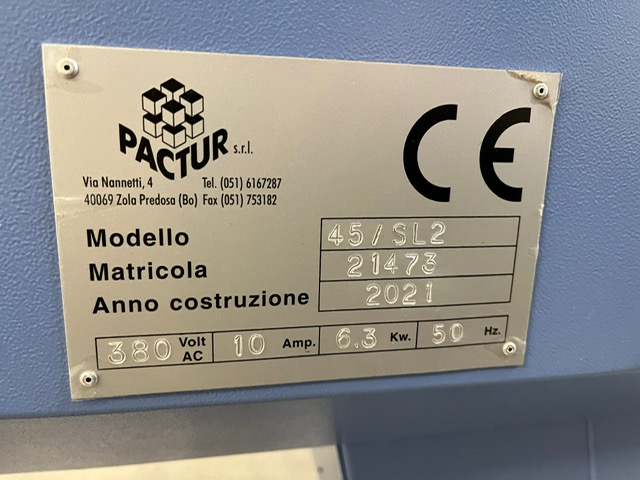 PACTUR s.r.l.
Via Nannetti, 4 Tel. (051) 6167287
40069 Zola Predosa (Bo) Fax (051) 753182
CE
Modello 45/SL2
Matricola 21473
Anno costruzione 2021
380 Volt AC 10 Amp. 6.3 Kw. 50 Hz.